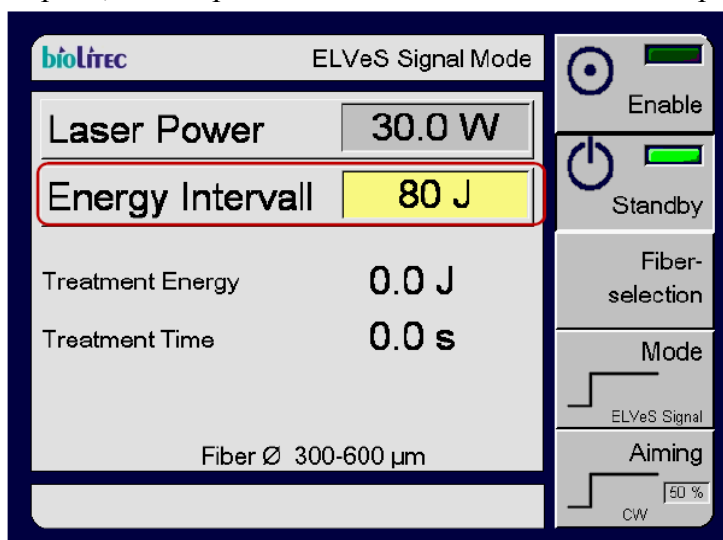 biolitec ELVeS Signal Mode
Laser Power 30.0 W
Energy Intervall 80 J
Treatment Energy 0.0 J
Treatment Time 0.0 s
Fiber Ø 300-600 µm
Enable
Standby
Fiber-
selection
Mode
ELVeS Signal
Aiming
50 %
CW